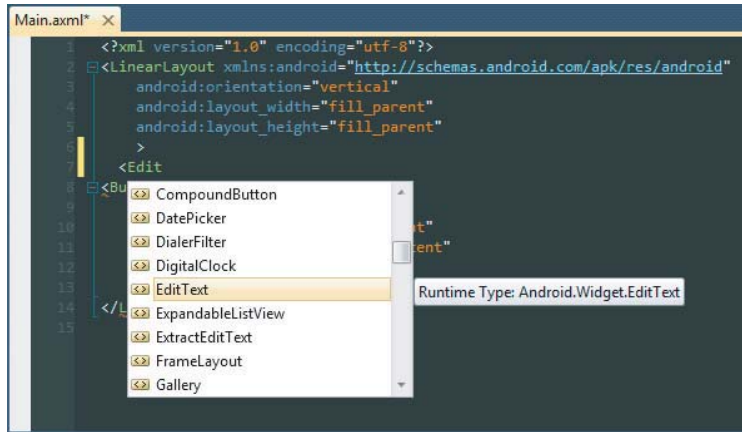 Main.axml*
1 <?xml version="1.0" encoding="utf-8"?>
2 <LinearLayout xmlns:android="http://schemas.android.com/apk/res/android"
3 android:orientation="vertical"
4 android:layout_width="fill_parent"
5 android:layout_height="fill_parent"
6 >
7 <Edit
8 <Bu
CompoundButton
9
DatePicker
10 t"
DialerFilter
11 ent"
DigitalClock
12
13
EditText Runtime Type: Android.Widget.EditText
14 </L
ExpandableListView
15
ExtractEditText
FrameLayout
Gallery